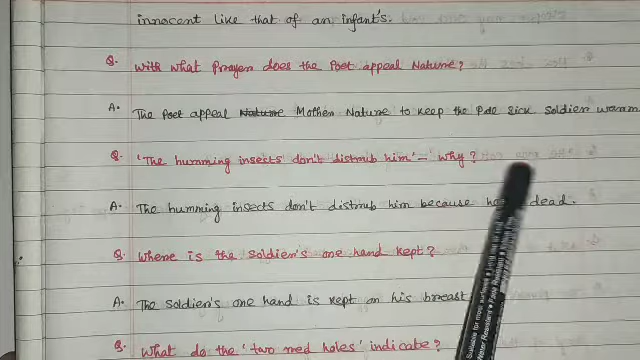 innocent like that of an infant's.
Q. With what Prayer does the Poet appeal Nature?
A. The Poet appeal Nature Mother Nature to keep the Pale Sick Soldier warm
Q. 'The humming insects don't distrub him' – why?
A. The humming insects don't distrub him because he dead.
Q. Where is the soldier's one hand kept?
A. The soldier's one hand is kept on his breast
Q. What do the 'two red holes' indicate?